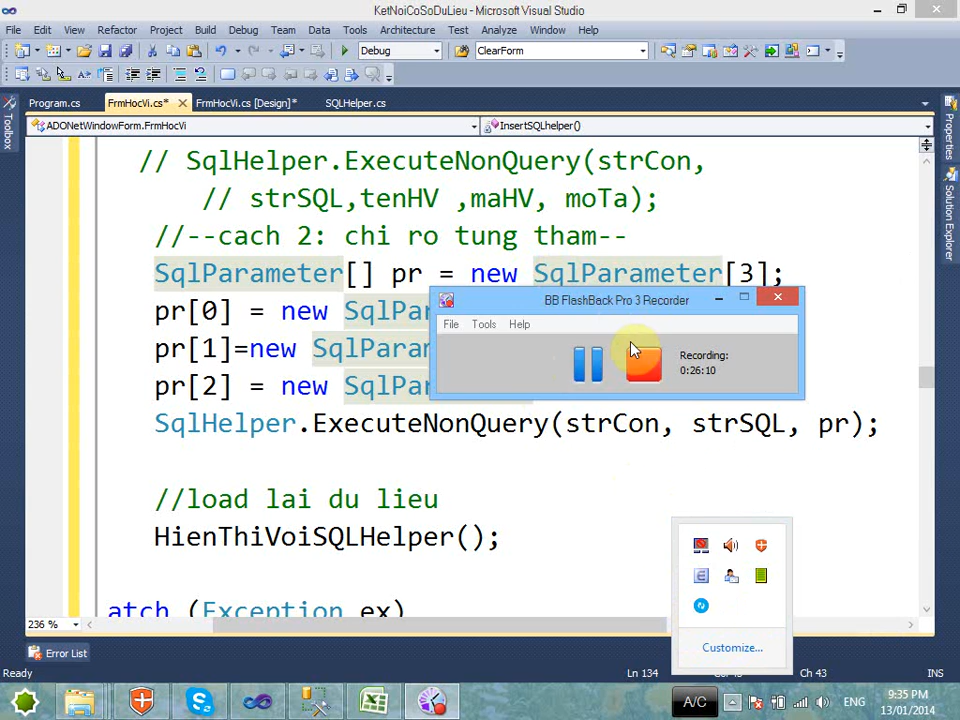 KetNoiCoSoDuLieu - Microsoft Visual Studio
File Edit View Refactor Project Build Debug Team Data Tools Architecture Test Analyze Window Help
Debug ClearForm
Program.cs FrmHocVi.cs* FrmHocVi.cs [Design]* SQLHelper.cs
ADONetWindowForm.FrmHocVi InsertSQLhelper()
Toolbox
Properties
Solution Explorer
// SqlHelper.ExecuteNonQuery(strCon,
// strSQL,tenHV ,maHV, moTa);
//--cach 2: chi ro tung tham--
SqlParameter[] pr = new SqlParameter[3];
pr[0] = new SqlPar
pr[1]=new SqlParam
pr[2] = new SqlPar
SqlHelper.ExecuteNonQuery(strCon, strSQL, pr);
//load lai du lieu
HienThiVoiSQLHelper();
atch (Exception ex)
BB FlashBack Pro 3 Recorder
File Tools Help
Recording:
0:26:10
Customize...
236 %
Error List
Ready Ln 134 Ch 43 INS
A/C ENG 9:35 PM
13/01/2014